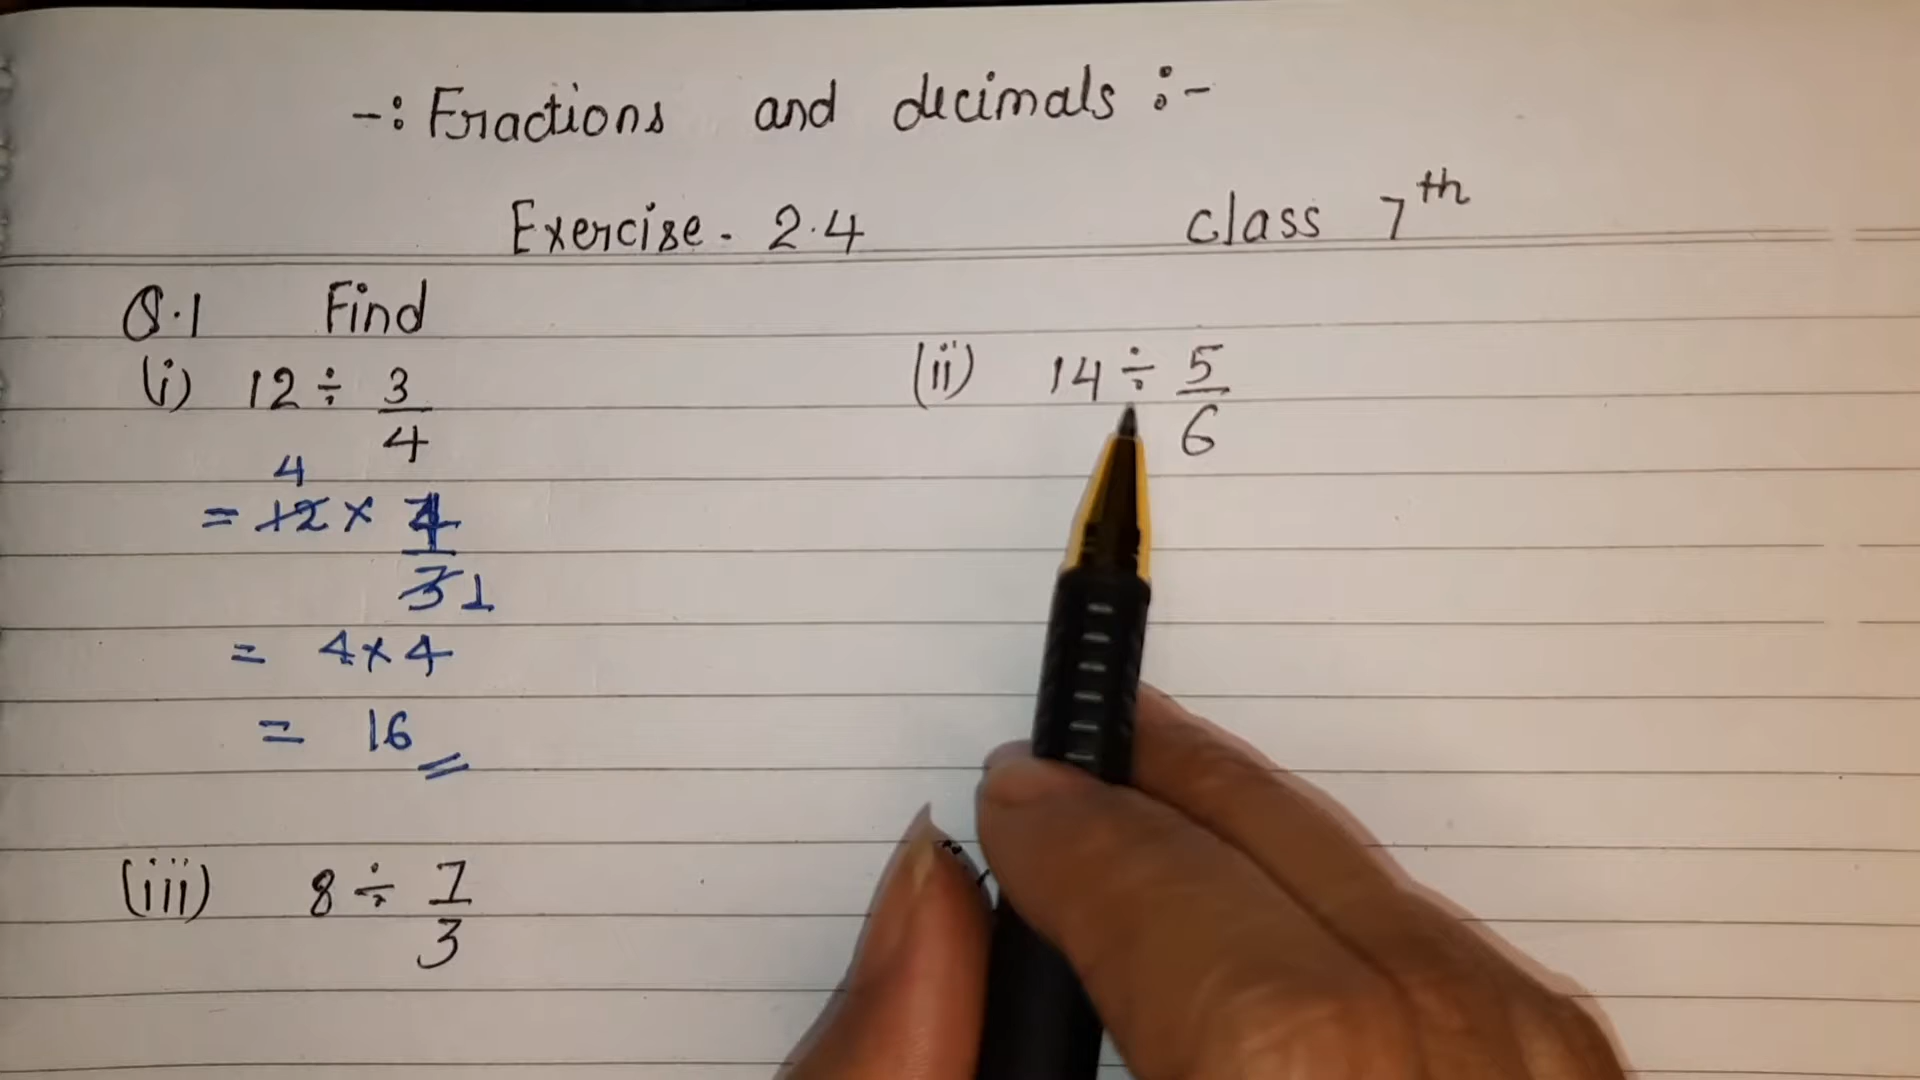 -: Fractions and decimals :-
Exercise - 2.4 class 7th
Q.1 Find
(i) 12 ÷ 3/4
= 12 4 × 4/3 1
= 4 × 4
= 16
(ii) 14 ÷ 5/6
(iii) 8 ÷ 7/3